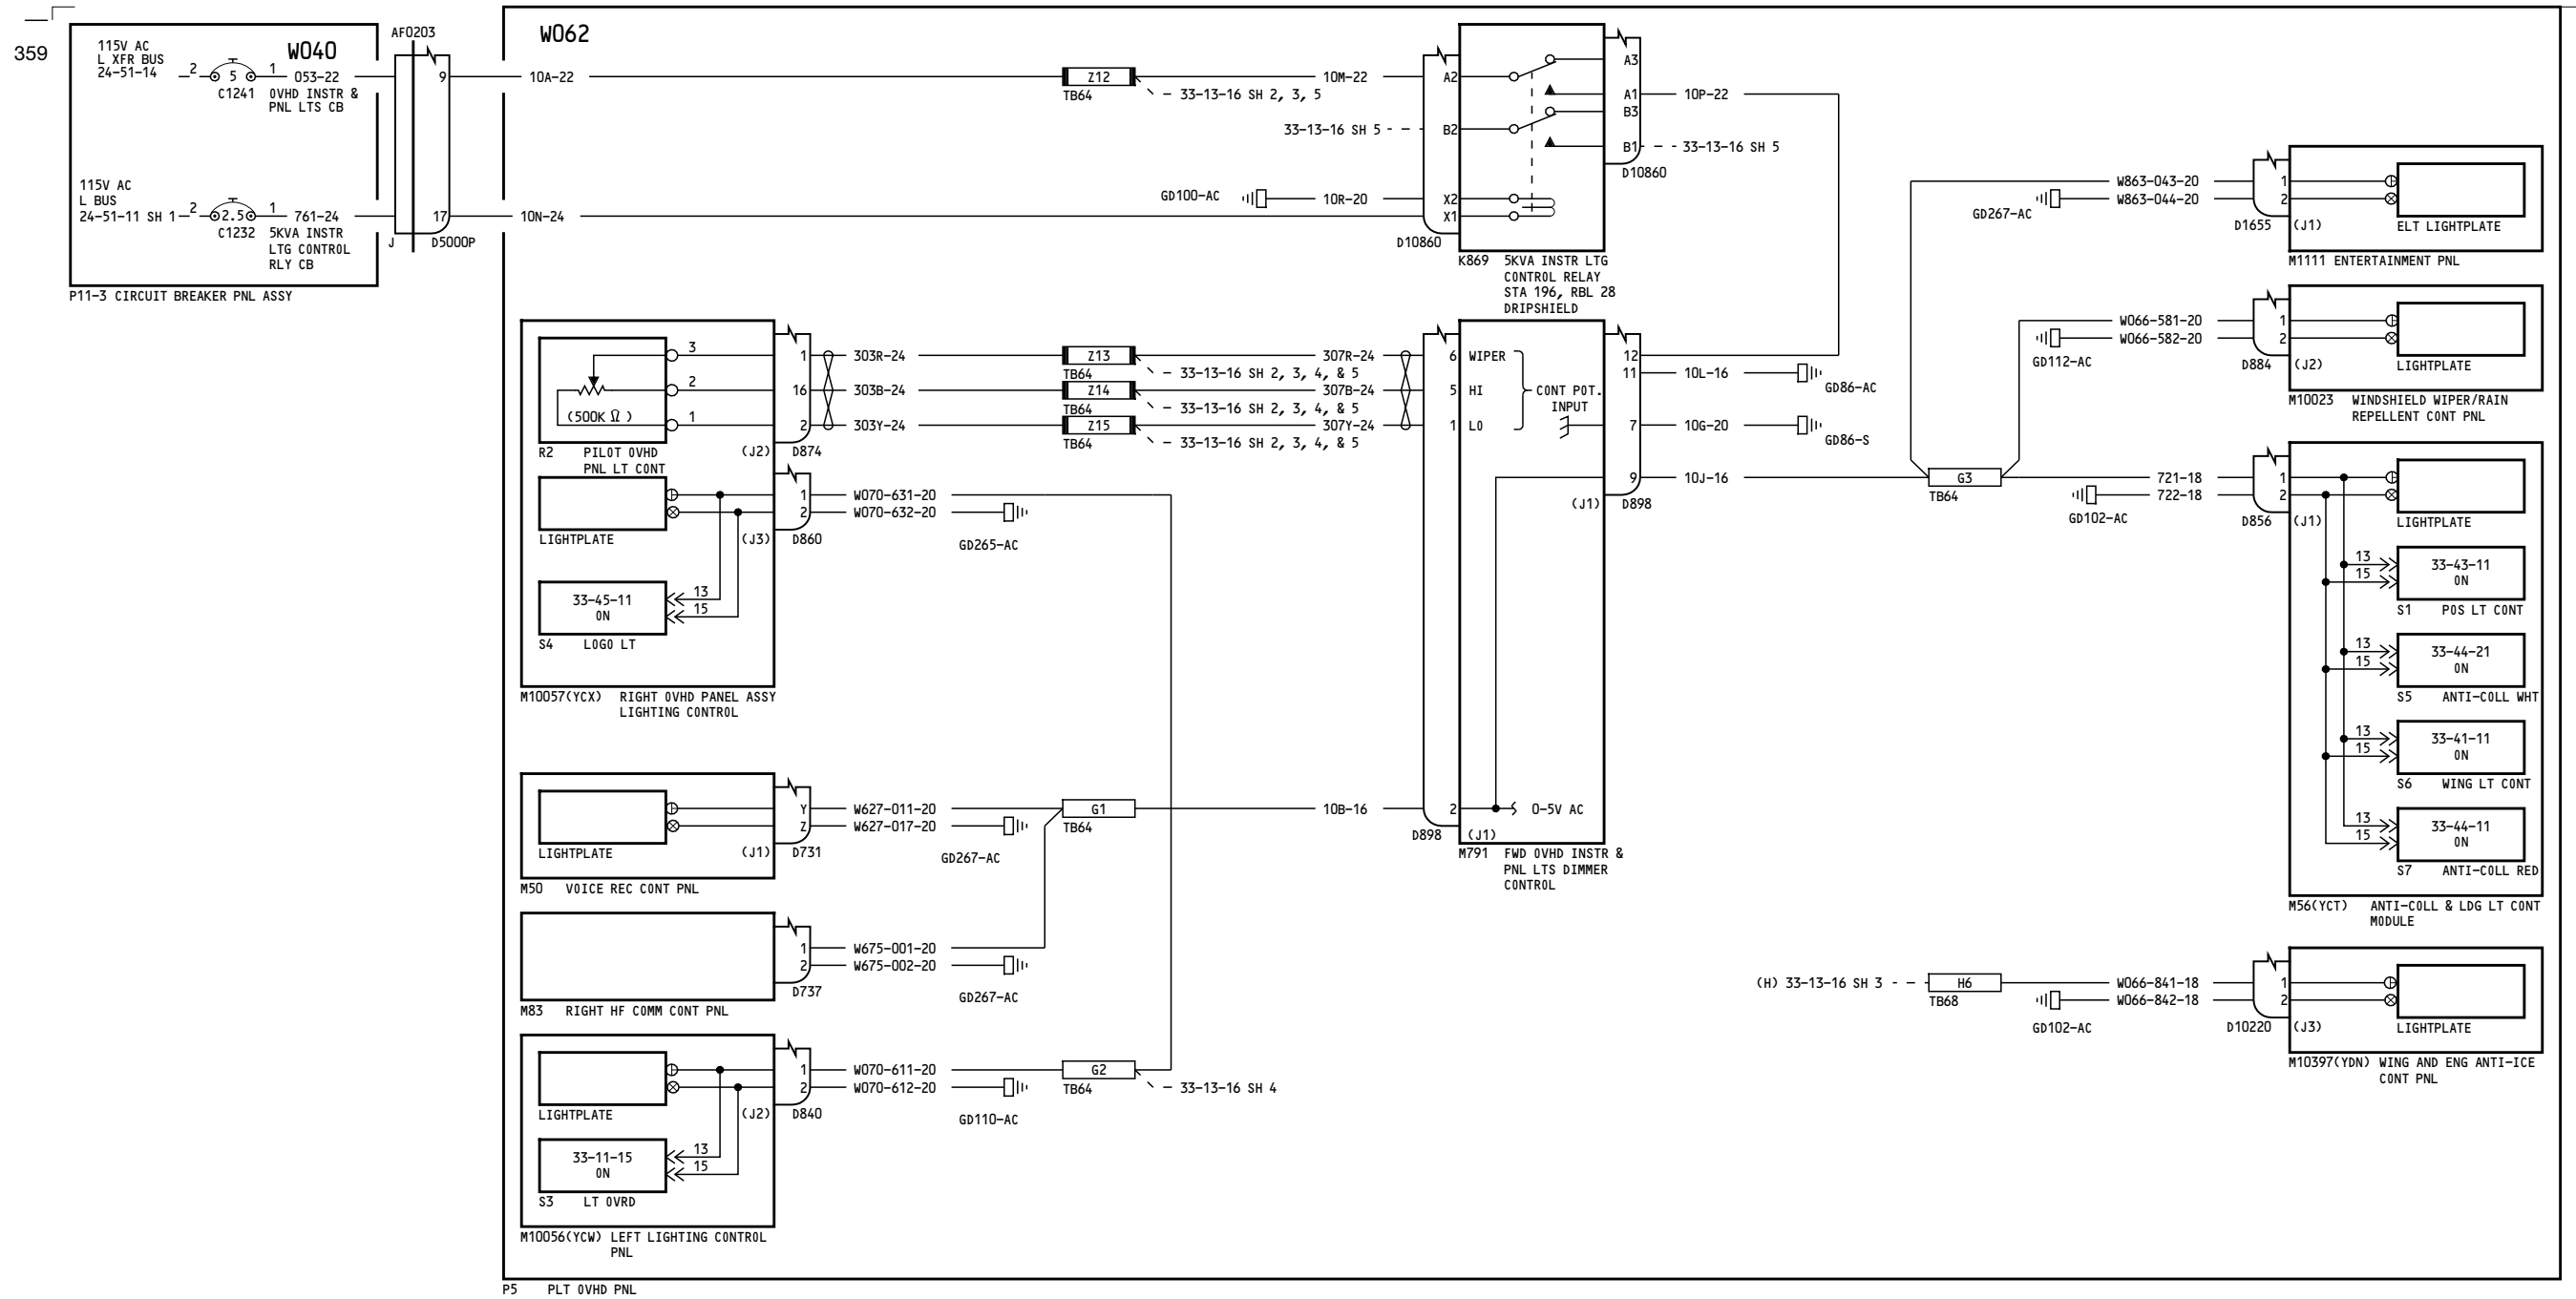 359
115V AC
L XFR BUS
24-51-14
2
5
1
C1241
W040
053-22
OVHD INSTR &
PNL LTS CB
115V AC
L BUS
24-51-11 SH 1
2
2.5
1
C1232
761-24
5KVA INSTR
LTG CONTROL
RLY CB
P11-3 CIRCUIT BREAKER PNL ASSY
AF0203
9
17
J
D5000P
W062
10A-22
Z12
TB64
33-13-16 SH 2, 3, 5
10M-22
33-13-16 SH 5
GD100-AC
10R-20
10N-24
A2
B2
X2
X1
D10860
A3
A1
B3
B1
D10860
10P-22
33-13-16 SH 5
K869 5KVA INSTR LTG
CONTROL RELAY
STA 196, RBL 28
DRIPSHIELD
3
2
1
(500K Ω)
R2 PILOT OVHD
PNL LT CONT
1
16
2
(J2) D874
303R-24
303B-24
303Y-24
Z13
TB64
33-13-16 SH 2, 3, 4, & 5
Z14
TB64
33-13-16 SH 2, 3, 4, & 5
Z15
TB64
33-13-16 SH 2, 3, 4, & 5
307R-24
307B-24
307Y-24
6 WIPER
5 HI
1 LO
CONT POT.
INPUT
12
11
7
9
(J1) D898
10L-16
GD86-AC
10G-20
GD86-S
10J-16
G3
TB64
LIGHTPLATE
1
2
(J3) D860
W070-631-20
W070-632-20
GD265-AC
33-45-11
ON
13
15
S4 LOGO LT
M10057(YCX) RIGHT OVHD PANEL ASSY
LIGHTING CONTROL
LIGHTPLATE
Y
Z
(J1) D731
W627-011-20
W627-017-20
GD267-AC
G1
TB64
10B-16
2
D898
(J1)
0-5V AC
M791 FWD OVHD INSTR &
PNL LTS DIMMER
CONTROL
M50 VOICE REC CONT PNL
1
2
D737
W675-001-20
W675-002-20
GD267-AC
M83 RIGHT HF COMM CONT PNL
LIGHTPLATE
1
2
(J2) D840
W070-611-20
W070-612-20
GD110-AC
G2
TB64
33-13-16 SH 4
33-11-15
ON
13
15
S3 LT OVRD
M10056(YCW) LEFT LIGHTING CONTROL
PNL
P5 PLT OVHD PNL
W863-043-20
W863-044-20
GD267-AC
1
2
D1655 (J1)
ELT LIGHTPLATE
M1111 ENTERTAINMENT PNL
W066-581-20
W066-582-20
GD112-AC
1
2
D884 (J2)
LIGHTPLATE
M10023 WINDSHIELD WIPER/RAIN
REPELLENT CONT PNL
721-18
722-18
GD102-AC
1
2
D856 (J1)
LIGHTPLATE
13
15
33-43-11
ON
S1 POS LT CONT
13
15
33-44-21
ON
S5 ANTI-COLL WHT
13
15
33-41-11
ON
S6 WING LT CONT
13
15
33-44-11
ON
S7 ANTI-COLL RED
M56(YCT) ANTI-COLL & LDG LT CONT
MODULE
(H) 33-13-16 SH 3
H6
TB68
W066-841-18
W066-842-18
GD102-AC
1
2
D10220 (J3)
LIGHTPLATE
M10397(YDN) WING AND ENG ANTI-ICE
CONT PNL